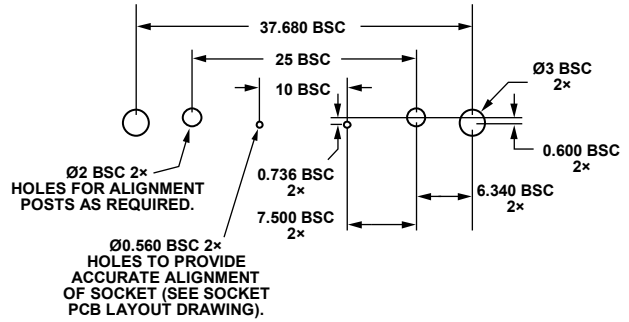 37.680 BSC
25 BSC
10 BSC
Ø3 BSC
2×
0.600 BSC
2×
0.736 BSC
2×
6.340 BSC
2×
7.500 BSC
2×
Ø2 BSC 2×
HOLES FOR ALIGNMENT
POSTS AS REQUIRED.
Ø0.560 BSC 2×
HOLES TO PROVIDE
ACCURATE ALIGNMENT
OF SOCKET (SEE SOCKET
PCB LAYOUT DRAWING).